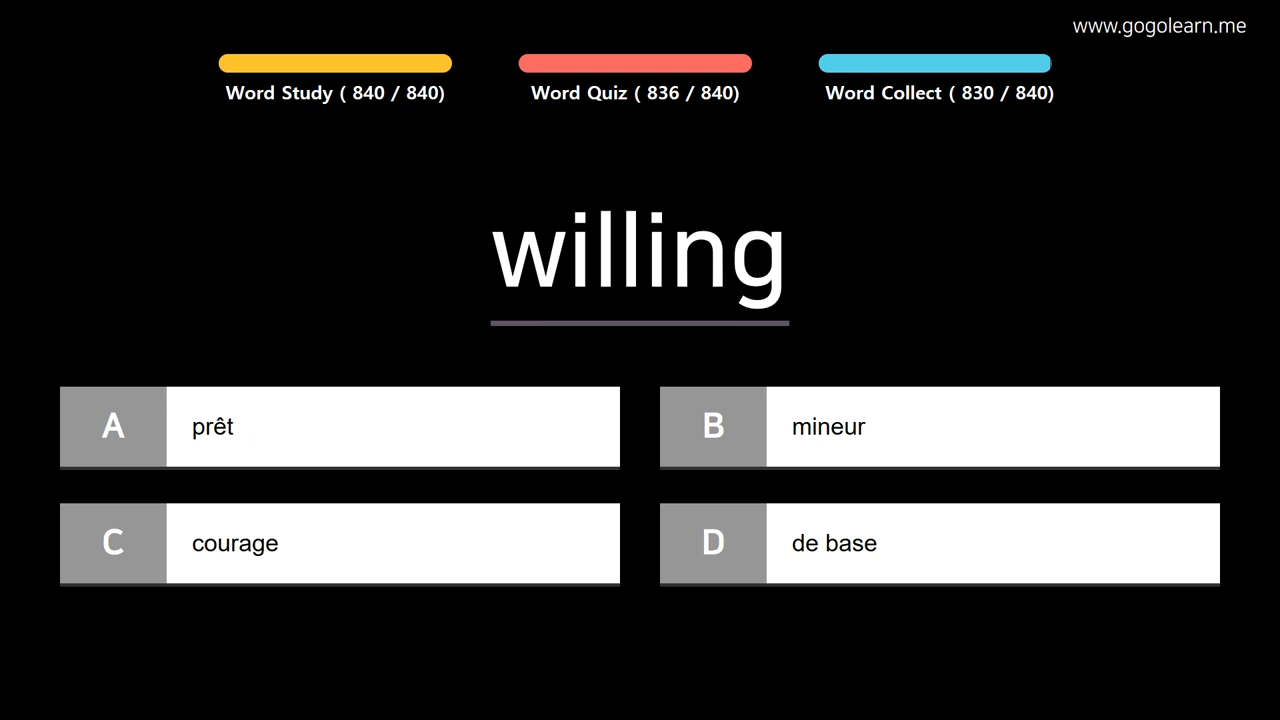 www.gogolearn.me
Word Study ( 840 / 840)
Word Quiz ( 836 / 840)
Word Collect ( 830 / 840)
willing
A prêt
B mineur
C courage
D de base